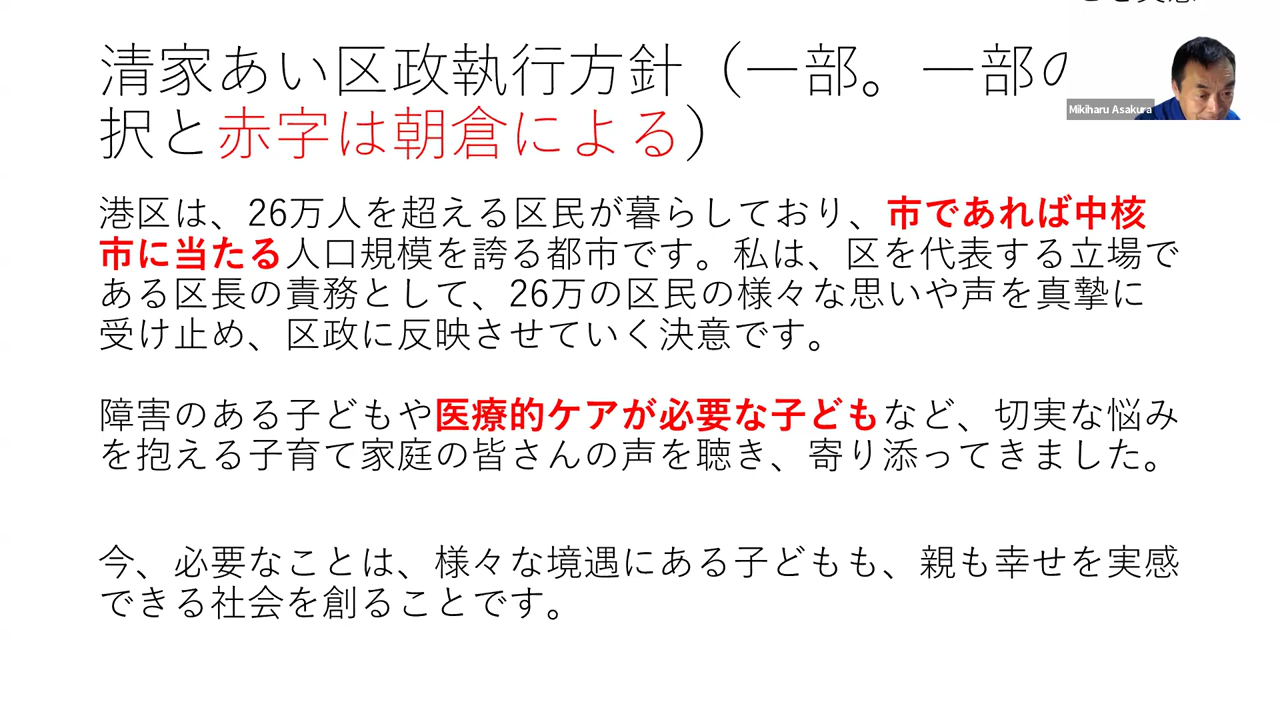 清家あい区政執行方針（一部。一部の
択と赤字は朝倉による）
Mikiharu Asakura
港区は、26万人を超える区民が暮らしており、市であれば中核
市に当たる人口規模を誇る都市です。私は、区を代表する立場で
ある区長の責務として、26万の区民の様々な思いや声を真摯に
受け止め、区政に反映させていく決意です。
障害のある子どもや医療的ケアが必要な子どもなど、切実な悩み
を抱える子育て家庭の皆さんの声を聴き、寄り添ってきました。
今、必要なことは、様々な境遇にある子どもも、親も幸せを実感
できる社会を創ることです。